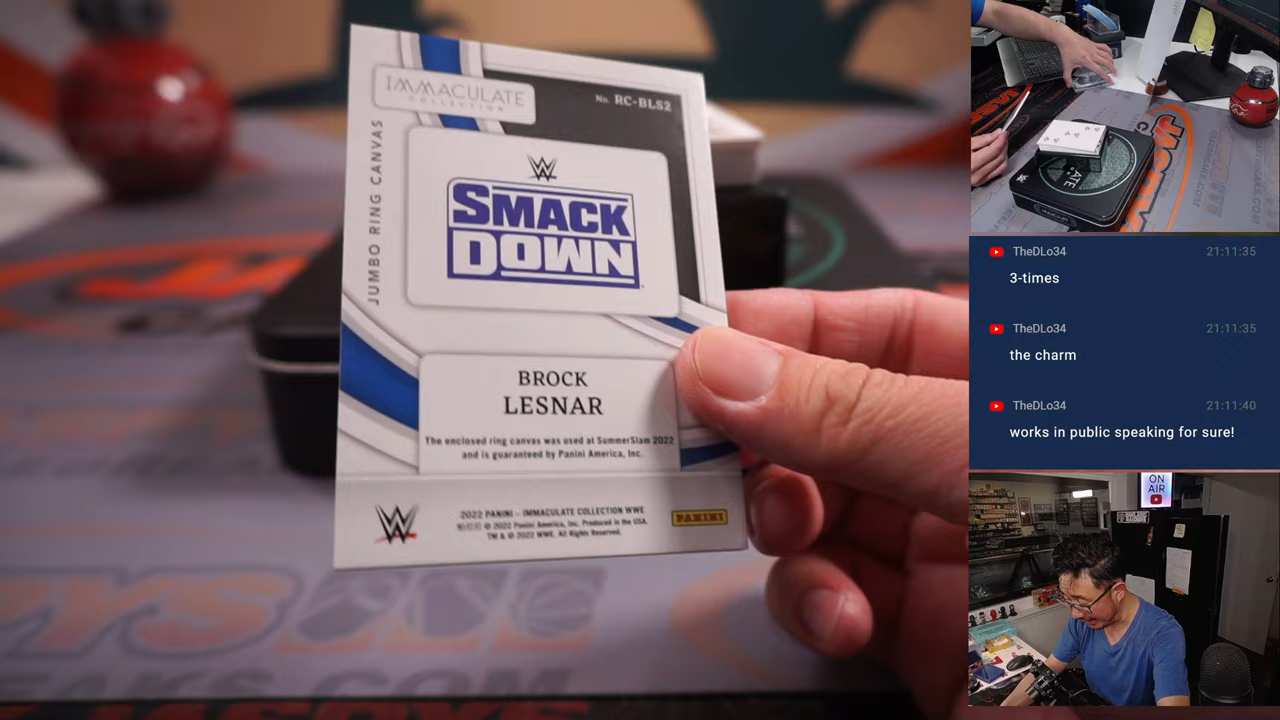 IMMACULATE
COLLECTION
No. RC-BLS2
JUMBO RING CANVAS
W
SMACK
DOWN
BROCK
LESNAR
The enclosed ring canvas was used at SummerSlam 2022
and is guaranteed by Panini America, Inc.
W
2022 PANINI – IMMACULATE COLLECTION WWE
© 2022 Panini America, Inc. Produced in the USA.
TM & © 2022 WWE. All Rights Reserved.
PANINI
TheDLo34 21:11:35
3-times
TheDLo34 21:11:35
the charm
TheDLo34 21:11:40
works in public speaking for sure!
ON
AIR